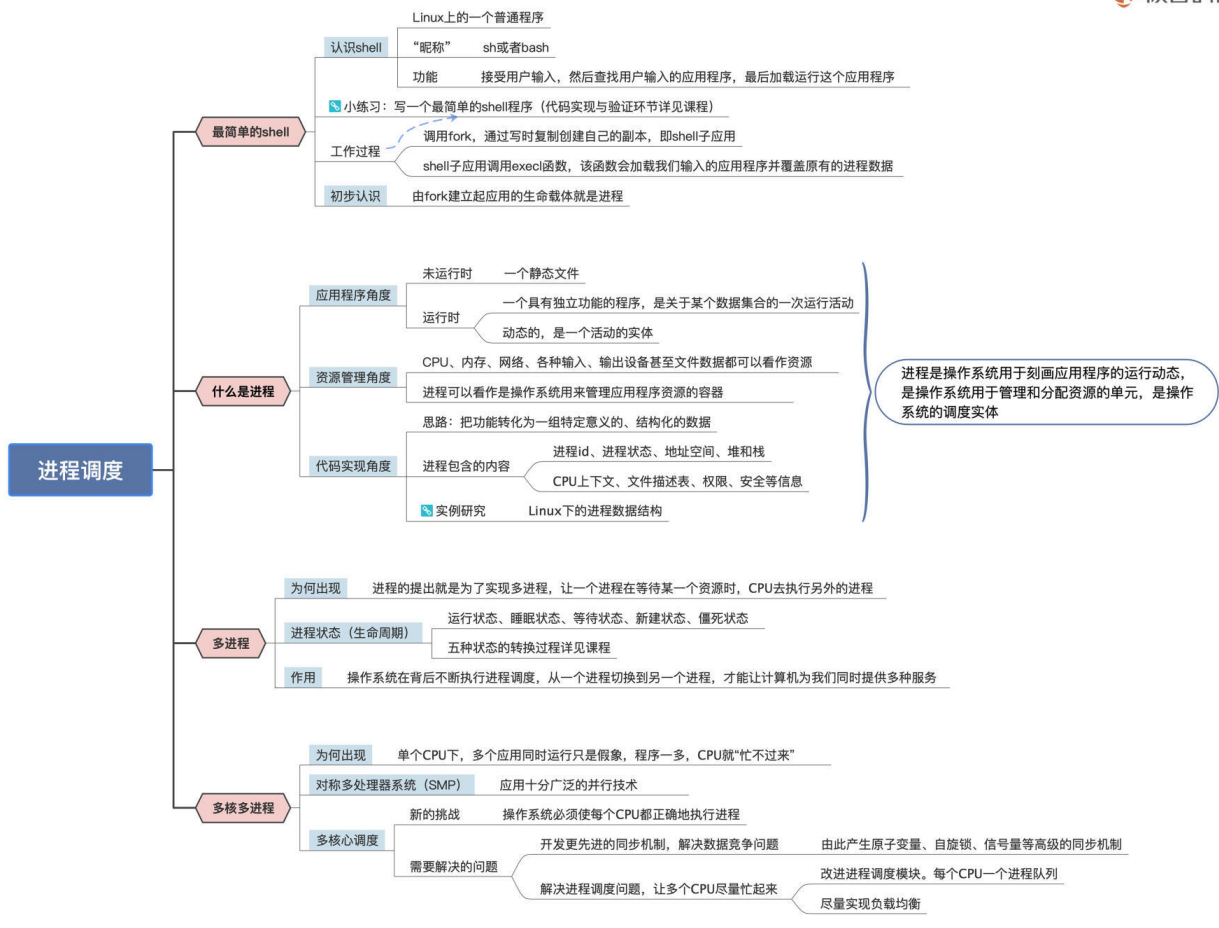 进程调度
最简单的shell
认识shell
Linux上的一个普通程序
“昵称” sh或者bash
功能 接受用户输入，然后查找用户输入的应用程序，最后加载运行这个应用程序
小练习：写一个最简单的shell程序（代码实现与验证环节详见课程）
工作过程
调用fork，通过写时复制创建自己的副本，即shell子应用
shell子应用调用execl函数，该函数会加载我们输入的应用程序并覆盖原有的进程数据
初步认识 由fork建立起应用的生命载体就是进程
什么是进程
应用程序角度
未运行时 一个静态文件
运行时
一个具有独立功能的程序，是关于某个数据集合的一次运行活动
动态的，是一个活动的实体
资源管理角度
CPU、内存、网络、各种输入、输出设备甚至文件数据都可以看作资源
进程可以看作是操作系统用来管理应用程序资源的容器
代码实现角度
思路：把功能转化为一组特定意义的、结构化的数据
进程包含的内容
进程id、进程状态、地址空间、堆和栈
CPU上下文、文件描述表、权限、安全等信息
实例研究 Linux下的进程数据结构
进程是操作系统用于刻画应用程序的运行动态，
是操作系统用于管理和分配资源的单元，是操作
系统的调度实体
多进程
为何出现 进程的提出就是为了实现多进程，让一个进程在等待某一个资源时，CPU去执行另外的进程
进程状态（生命周期）
运行状态、睡眠状态、等待状态、新建状态、僵死状态
五种状态的转换过程详见课程
作用 操作系统在背后不断执行进程调度，从一个进程切换到另一个进程，才能让计算机为我们同时提供多种服务
多核多进程
为何出现 单个CPU下，多个应用同时运行只是假象，程序一多，CPU就“忙不过来”
对称多处理器系统（SMP） 应用十分广泛的并行技术
多核心调度
新的挑战 操作系统必须使每个CPU都正确地执行进程
需要解决的问题
开发更先进的同步机制，解决数据竞争问题 由此产生原子变量、自旋锁、信号量等高级的同步机制
解决进程调度问题，让多个CPU尽量忙起来
改进进程调度模块。每个CPU一个进程队列
尽量实现负载均衡